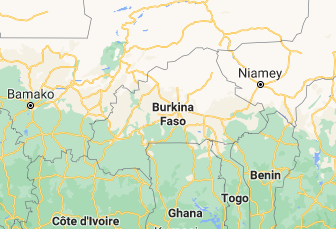 Niamey
Bamako
Burkina
Faso
Benin
Togo
Ghana
Côte d'Ivoire